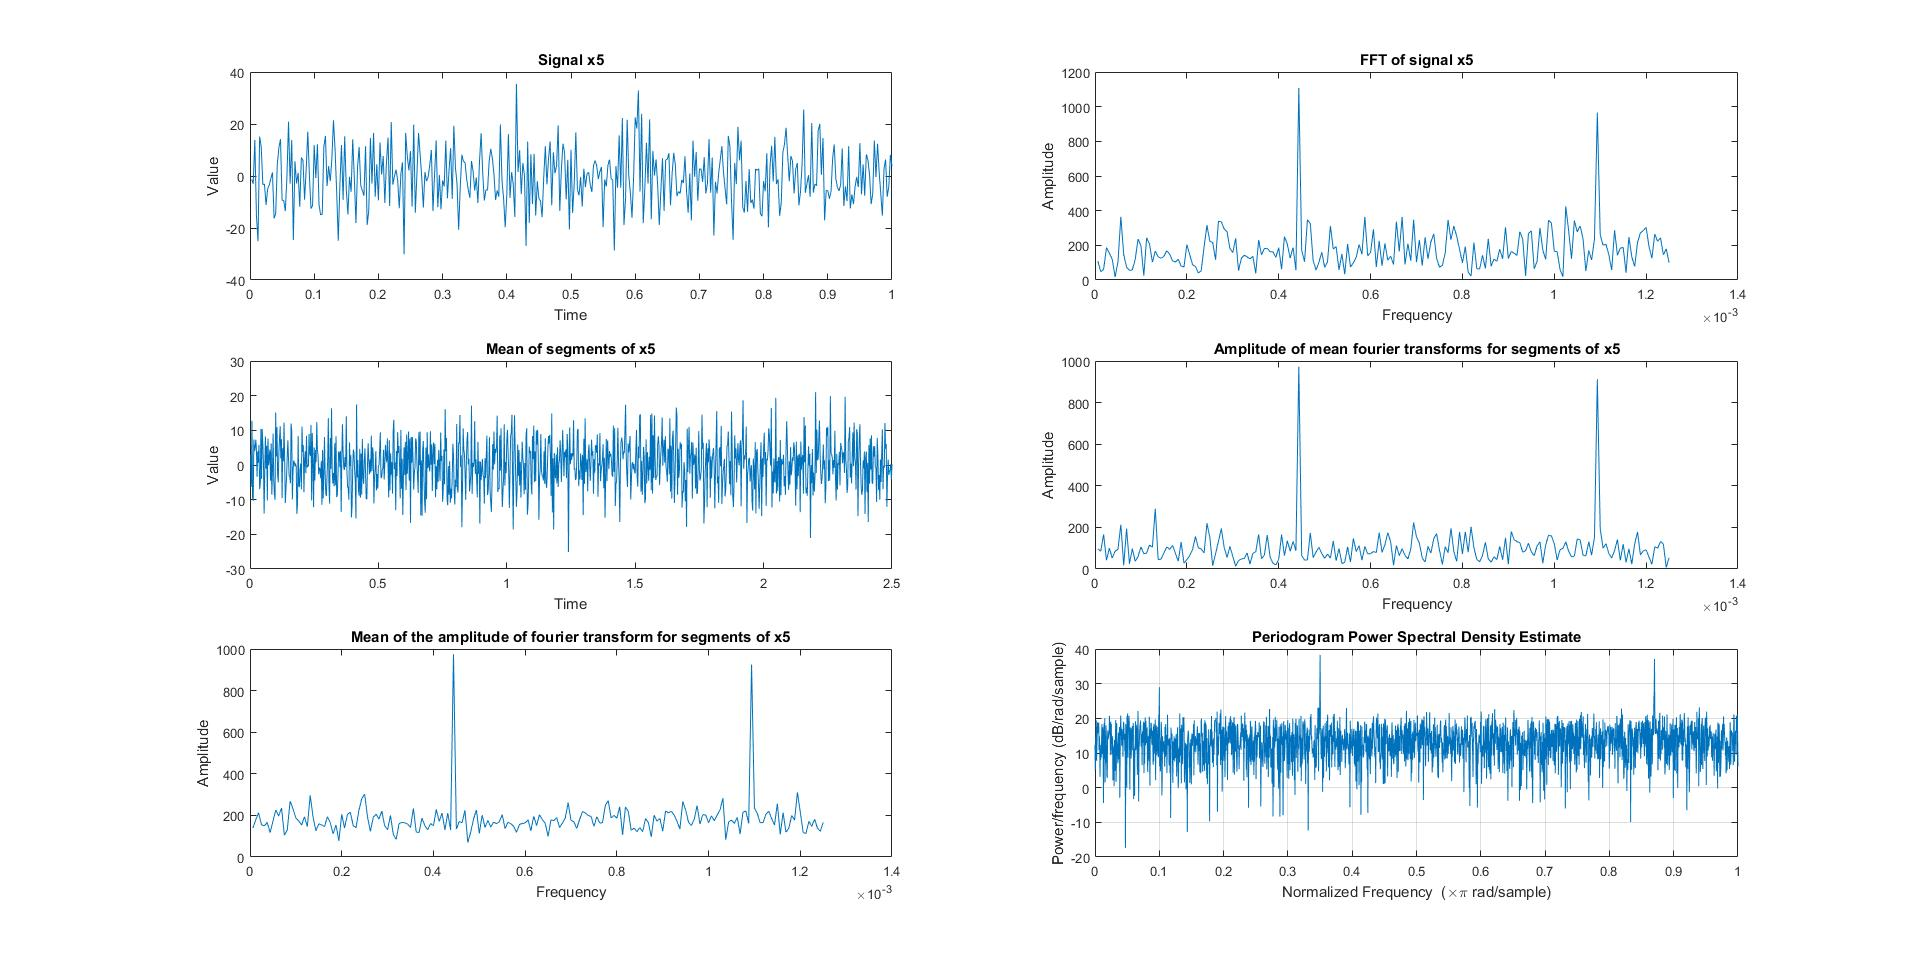 Signal x5
40
20
0
-20
-40
Value
0 0.1 0.2 0.3 0.4 0.5 0.6 0.7 0.8 0.9 1
Time
FFT of signal x5
1200
1000
800
600
400
200
0
Amplitude
0 0.2 0.4 0.6 0.8 1 1.2 1.4
Frequency
×10-3
Mean of segments of x5
30
20
10
0
-10
-20
-30
Value
0 0.5 1 1.5 2 2.5
Time
Amplitude of mean fourier transforms for segments of x5
1000
800
600
400
200
0
Amplitude
0 0.2 0.4 0.6 0.8 1 1.2 1.4
Frequency
×10-3
Mean of the amplitude of fourier transform for segments of x5
1000
800
600
400
200
0
Amplitude
0 0.2 0.4 0.6 0.8 1 1.2 1.4
Frequency
×10-3
Periodogram Power Spectral Density Estimate
40
30
20
10
0
-10
-20
Power/frequency (dB/rad/sample)
0 0.1 0.2 0.3 0.4 0.5 0.6 0.7 0.8 0.9 1
Normalized Frequency (×π rad/sample)